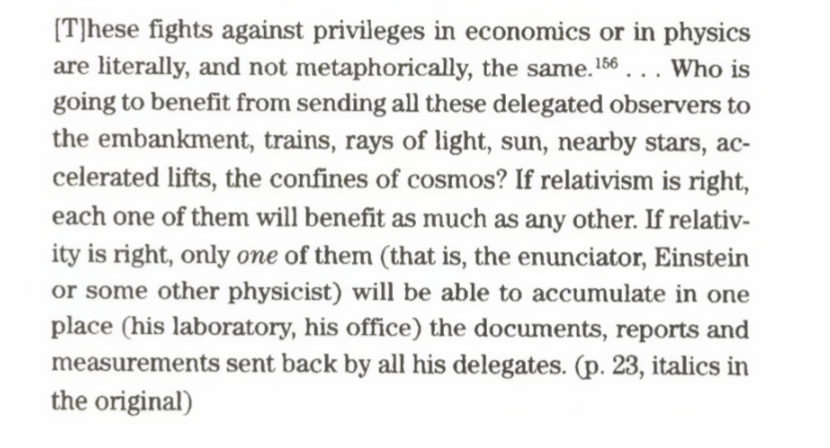 [T]hese fights against privileges in economics or in physics
are literally, and not metaphorically, the same.¹⁵⁶ . . . Who is
going to benefit from sending all these delegated observers to
the embankment, trains, rays of light, sun, nearby stars, ac-
celerated lifts, the confines of cosmos? If relativism is right,
each one of them will benefit as much as any other. If relativ-
ity is right, only one of them (that is, the enunciator, Einstein
or some other physicist) will be able to accumulate in one
place (his laboratory, his office) the documents, reports and
measurements sent back by all his delegates. (p. 23, italics in
the original)